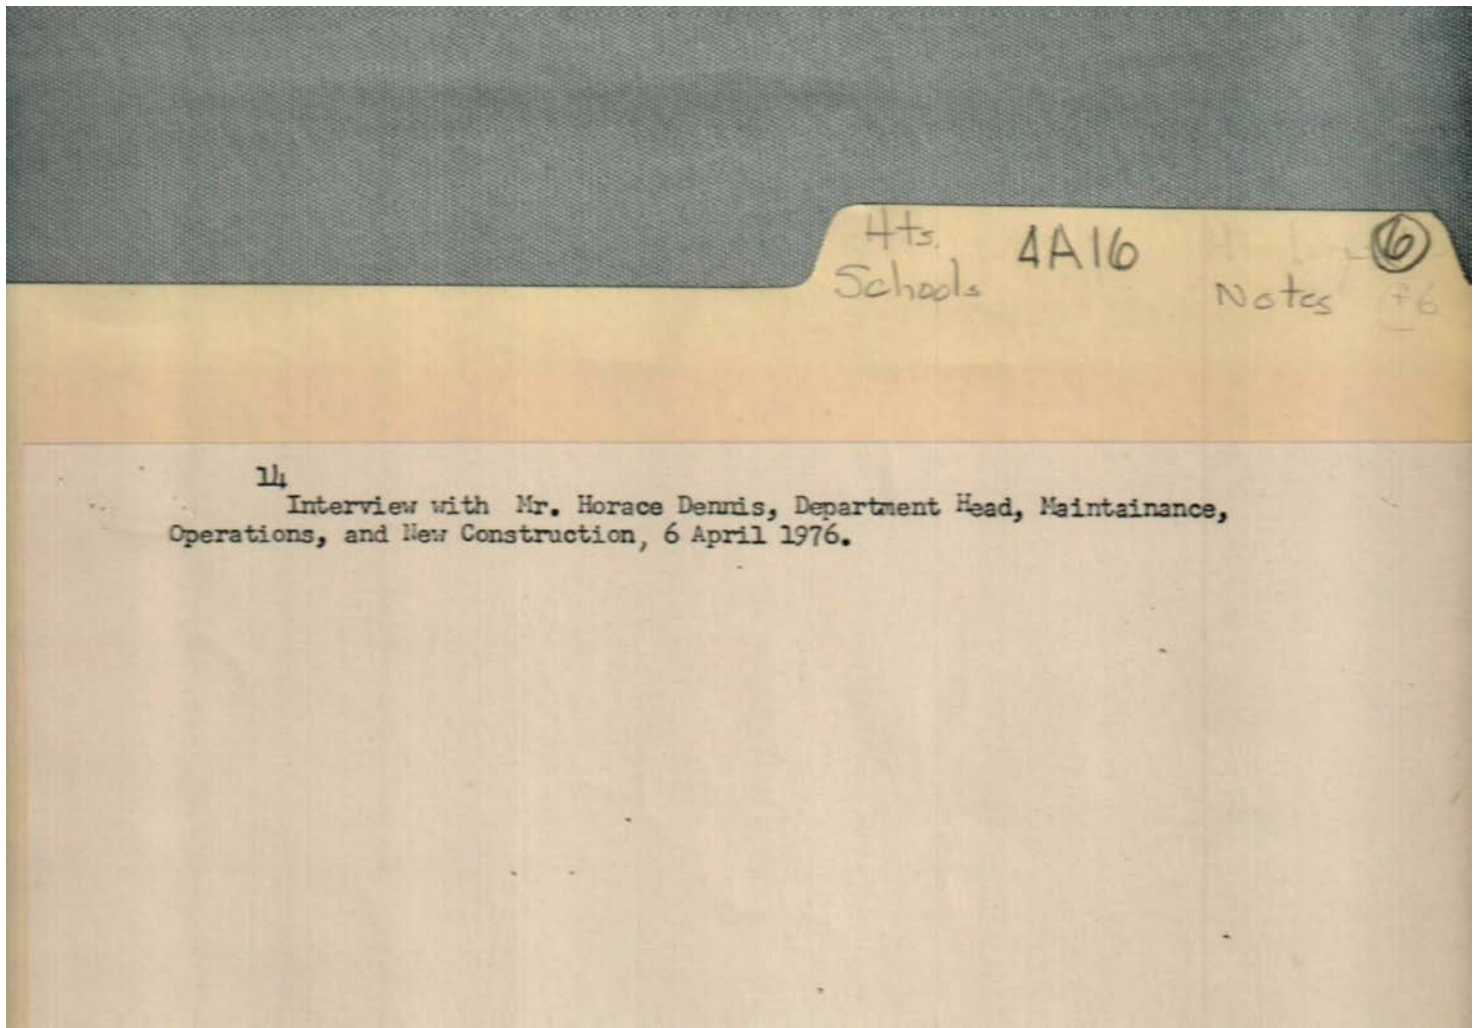 Hts. 4A16 6
Schools Notes
14
Interview with Mr. Horace Dennis, Department Head, Maintainance,
Operations, and New Construction, 6 April 1976.